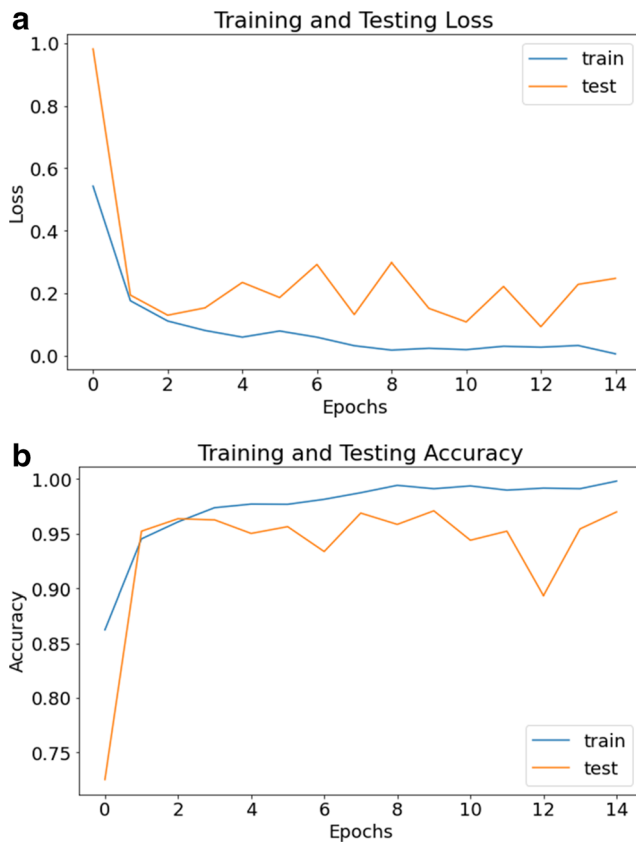 a
Training and Testing Loss
1.0
0.8
0.6
0.4
0.2
0.0
Loss
train
test
0 2 4 6 8 10 12 14
Epochs
b
Training and Testing Accuracy
1.00
0.95
0.90
0.85
0.80
0.75
Accuracy
train
test
0 2 4 6 8 10 12 14
Epochs